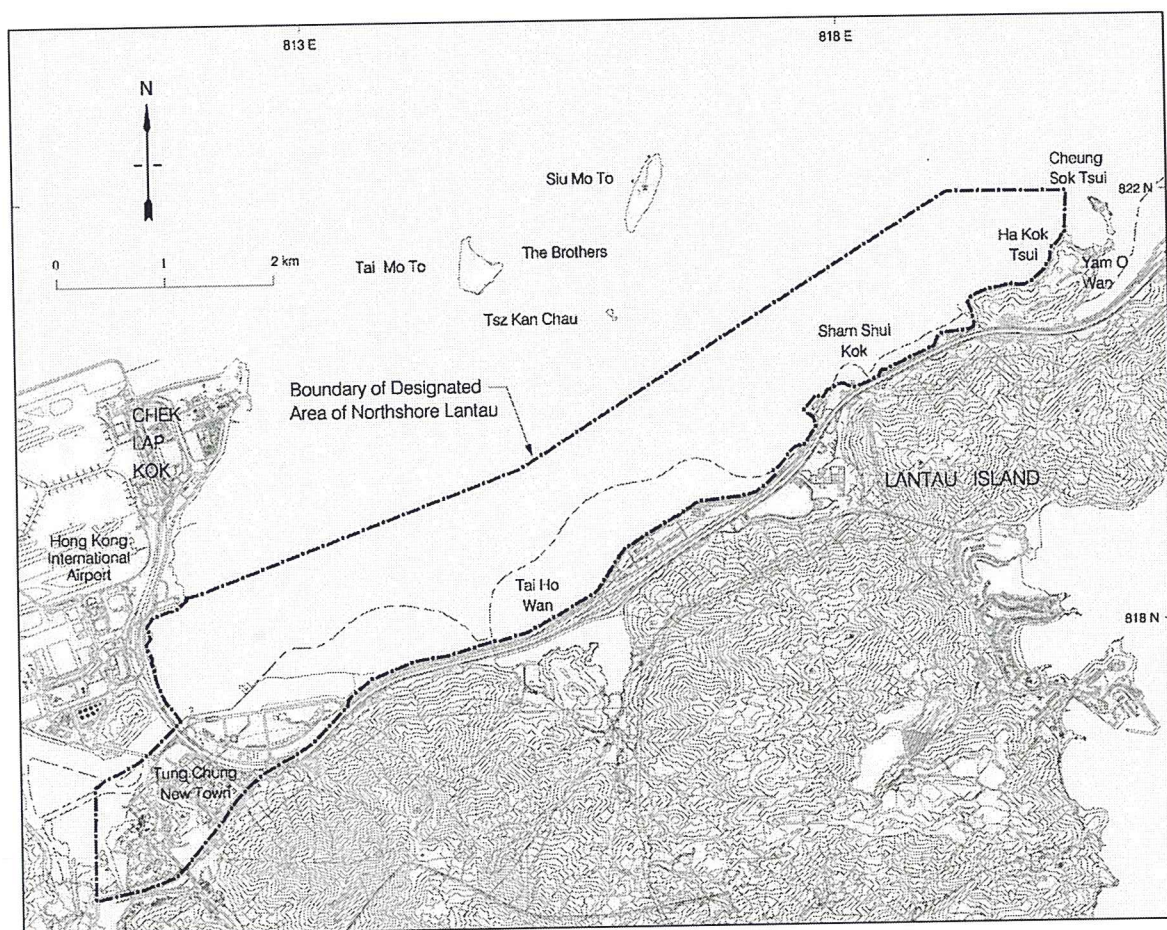 813 E
818 E
N
Cheung
Sok Tsui
822 N
Siu Mo To
Ha Kok
Tsui
The Brothers
Tai Mo To
Yam O
Wan
0 1 2 km
Tsz Kan Chau
Sham Shui
Kok
Boundary of Designated
Area of Northshore Lantau
CHEK
LAP
KOK
LANTAU ISLAND
Hong Kong
International
Airport
Tai Ho
Wan
818 N
Tung Chung
New Town